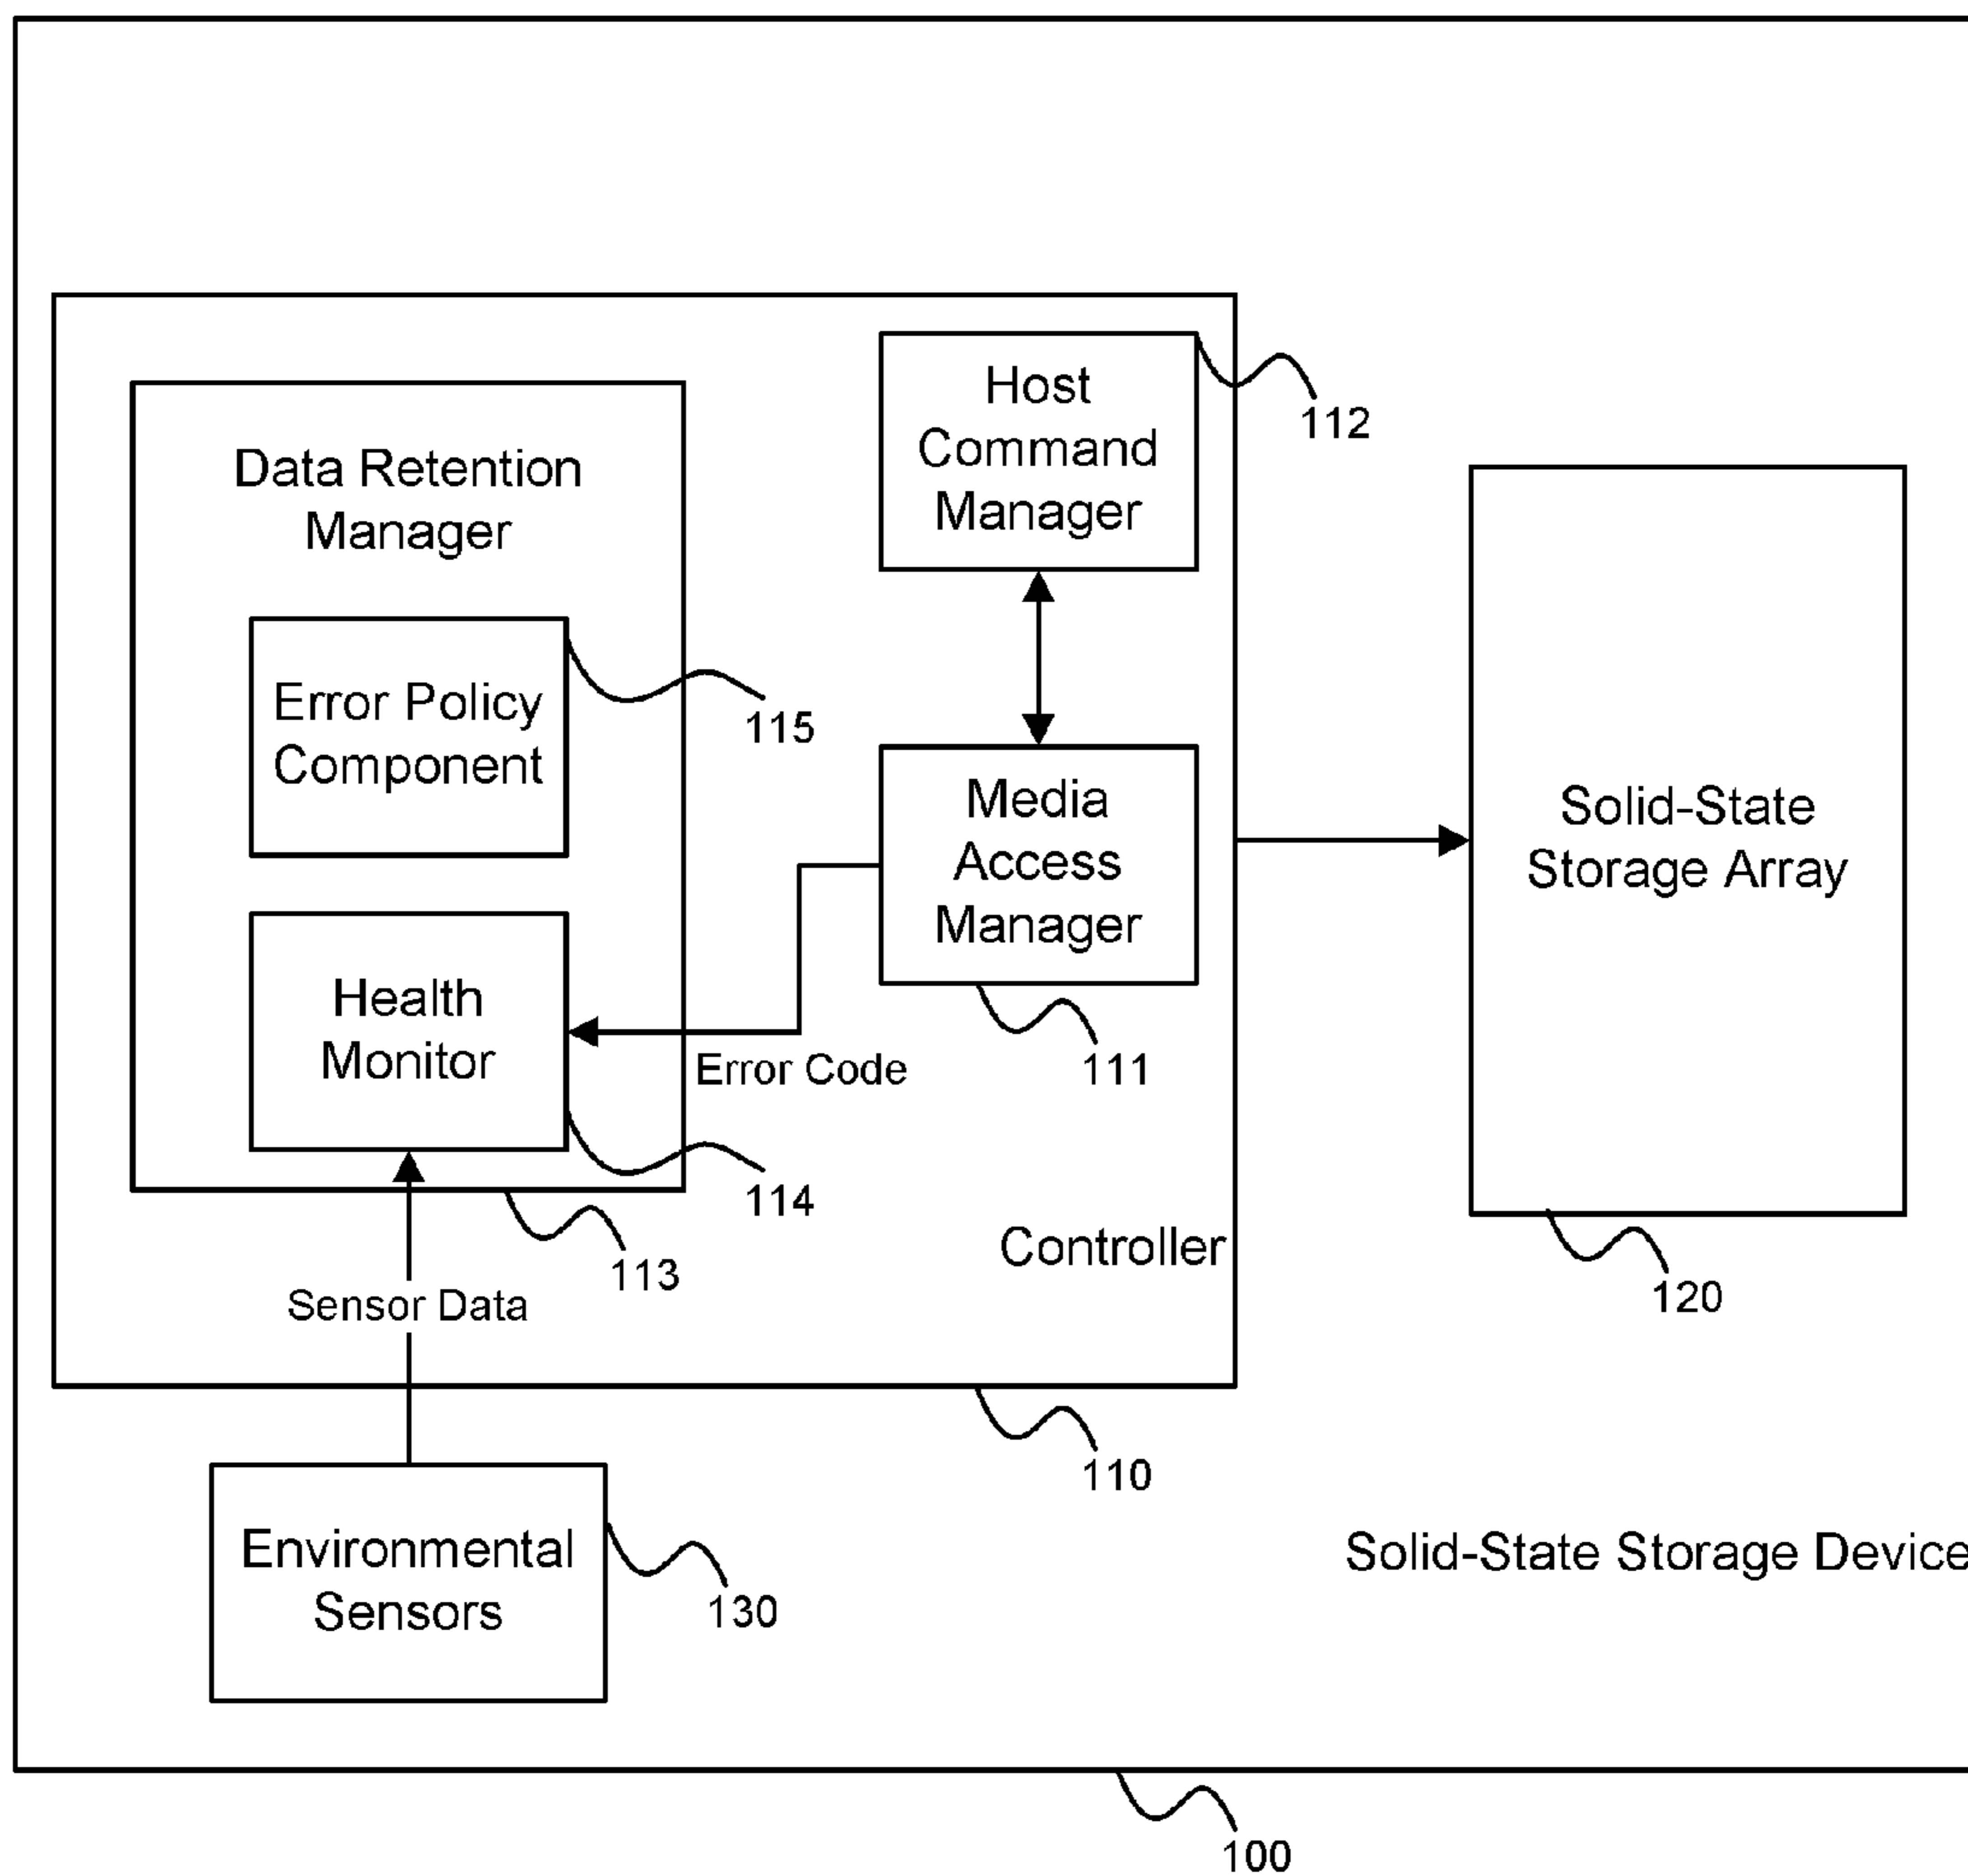 Host
Command
Manager
112
Data Retention
Manager
Error Policy
Component
115
Media
Access
Manager
111
Solid-State
Storage Array
120
Health
Monitor
114
Error Code
113
Controller
Sensor Data
110
Environmental
Sensors
130
Solid-State Storage Device
100